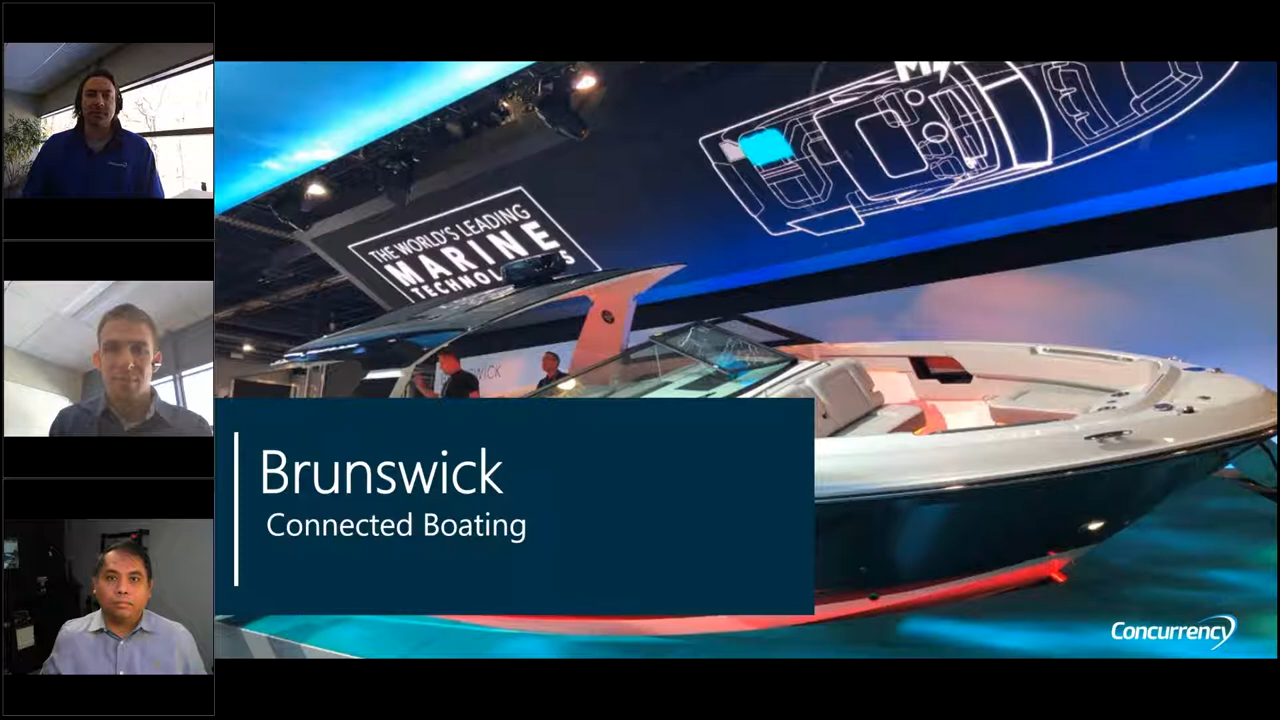 THE WORLD'S LEADING
MARINE
Brunswick
Connected Boating
Concurrency